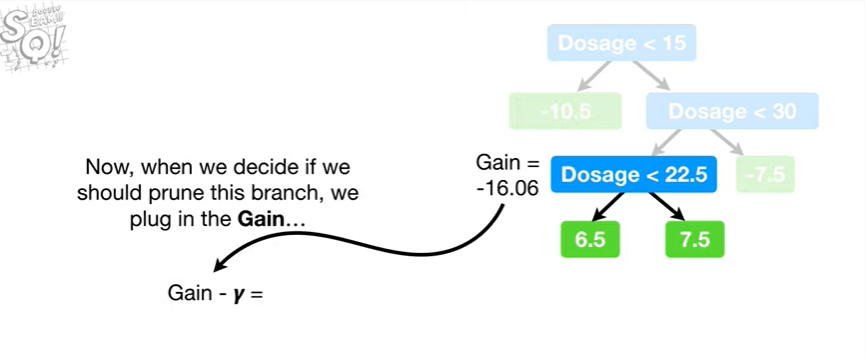 SQ!
Dosage < 15
-10.5
Dosage < 30
Now, when we decide if we
should prune this branch, we
plug in the Gain...
Gain =
-16.06
Dosage < 22.5
-7.5
6.5
7.5
Gain - γ =